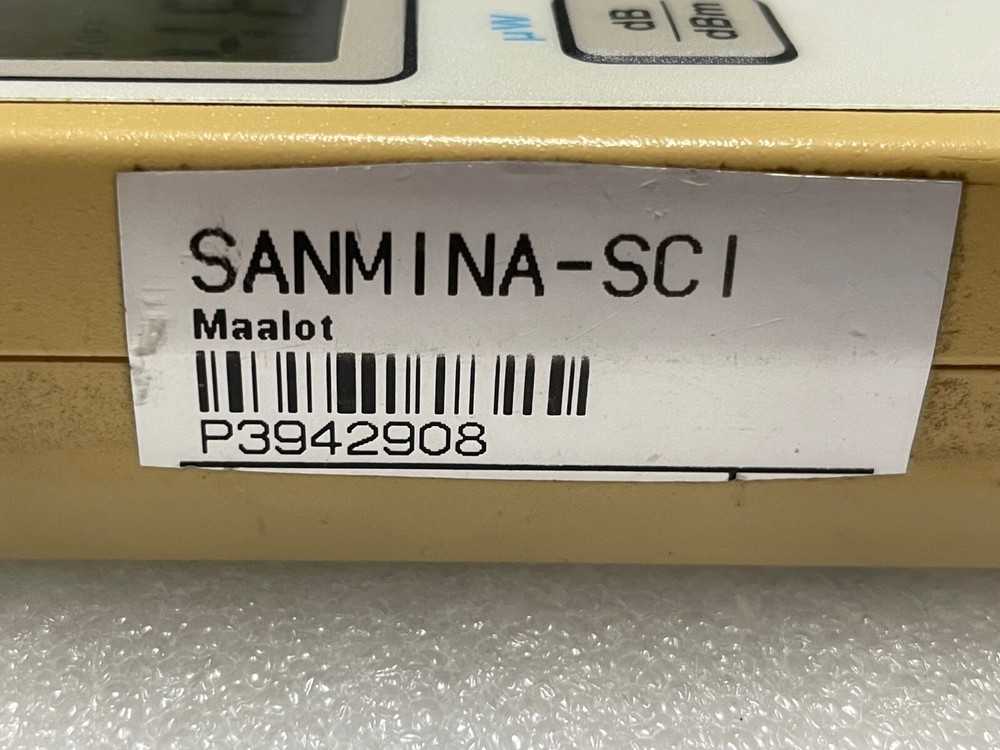 µW
dB
dBm
SANMINA-SCI
Maalot
P3942908